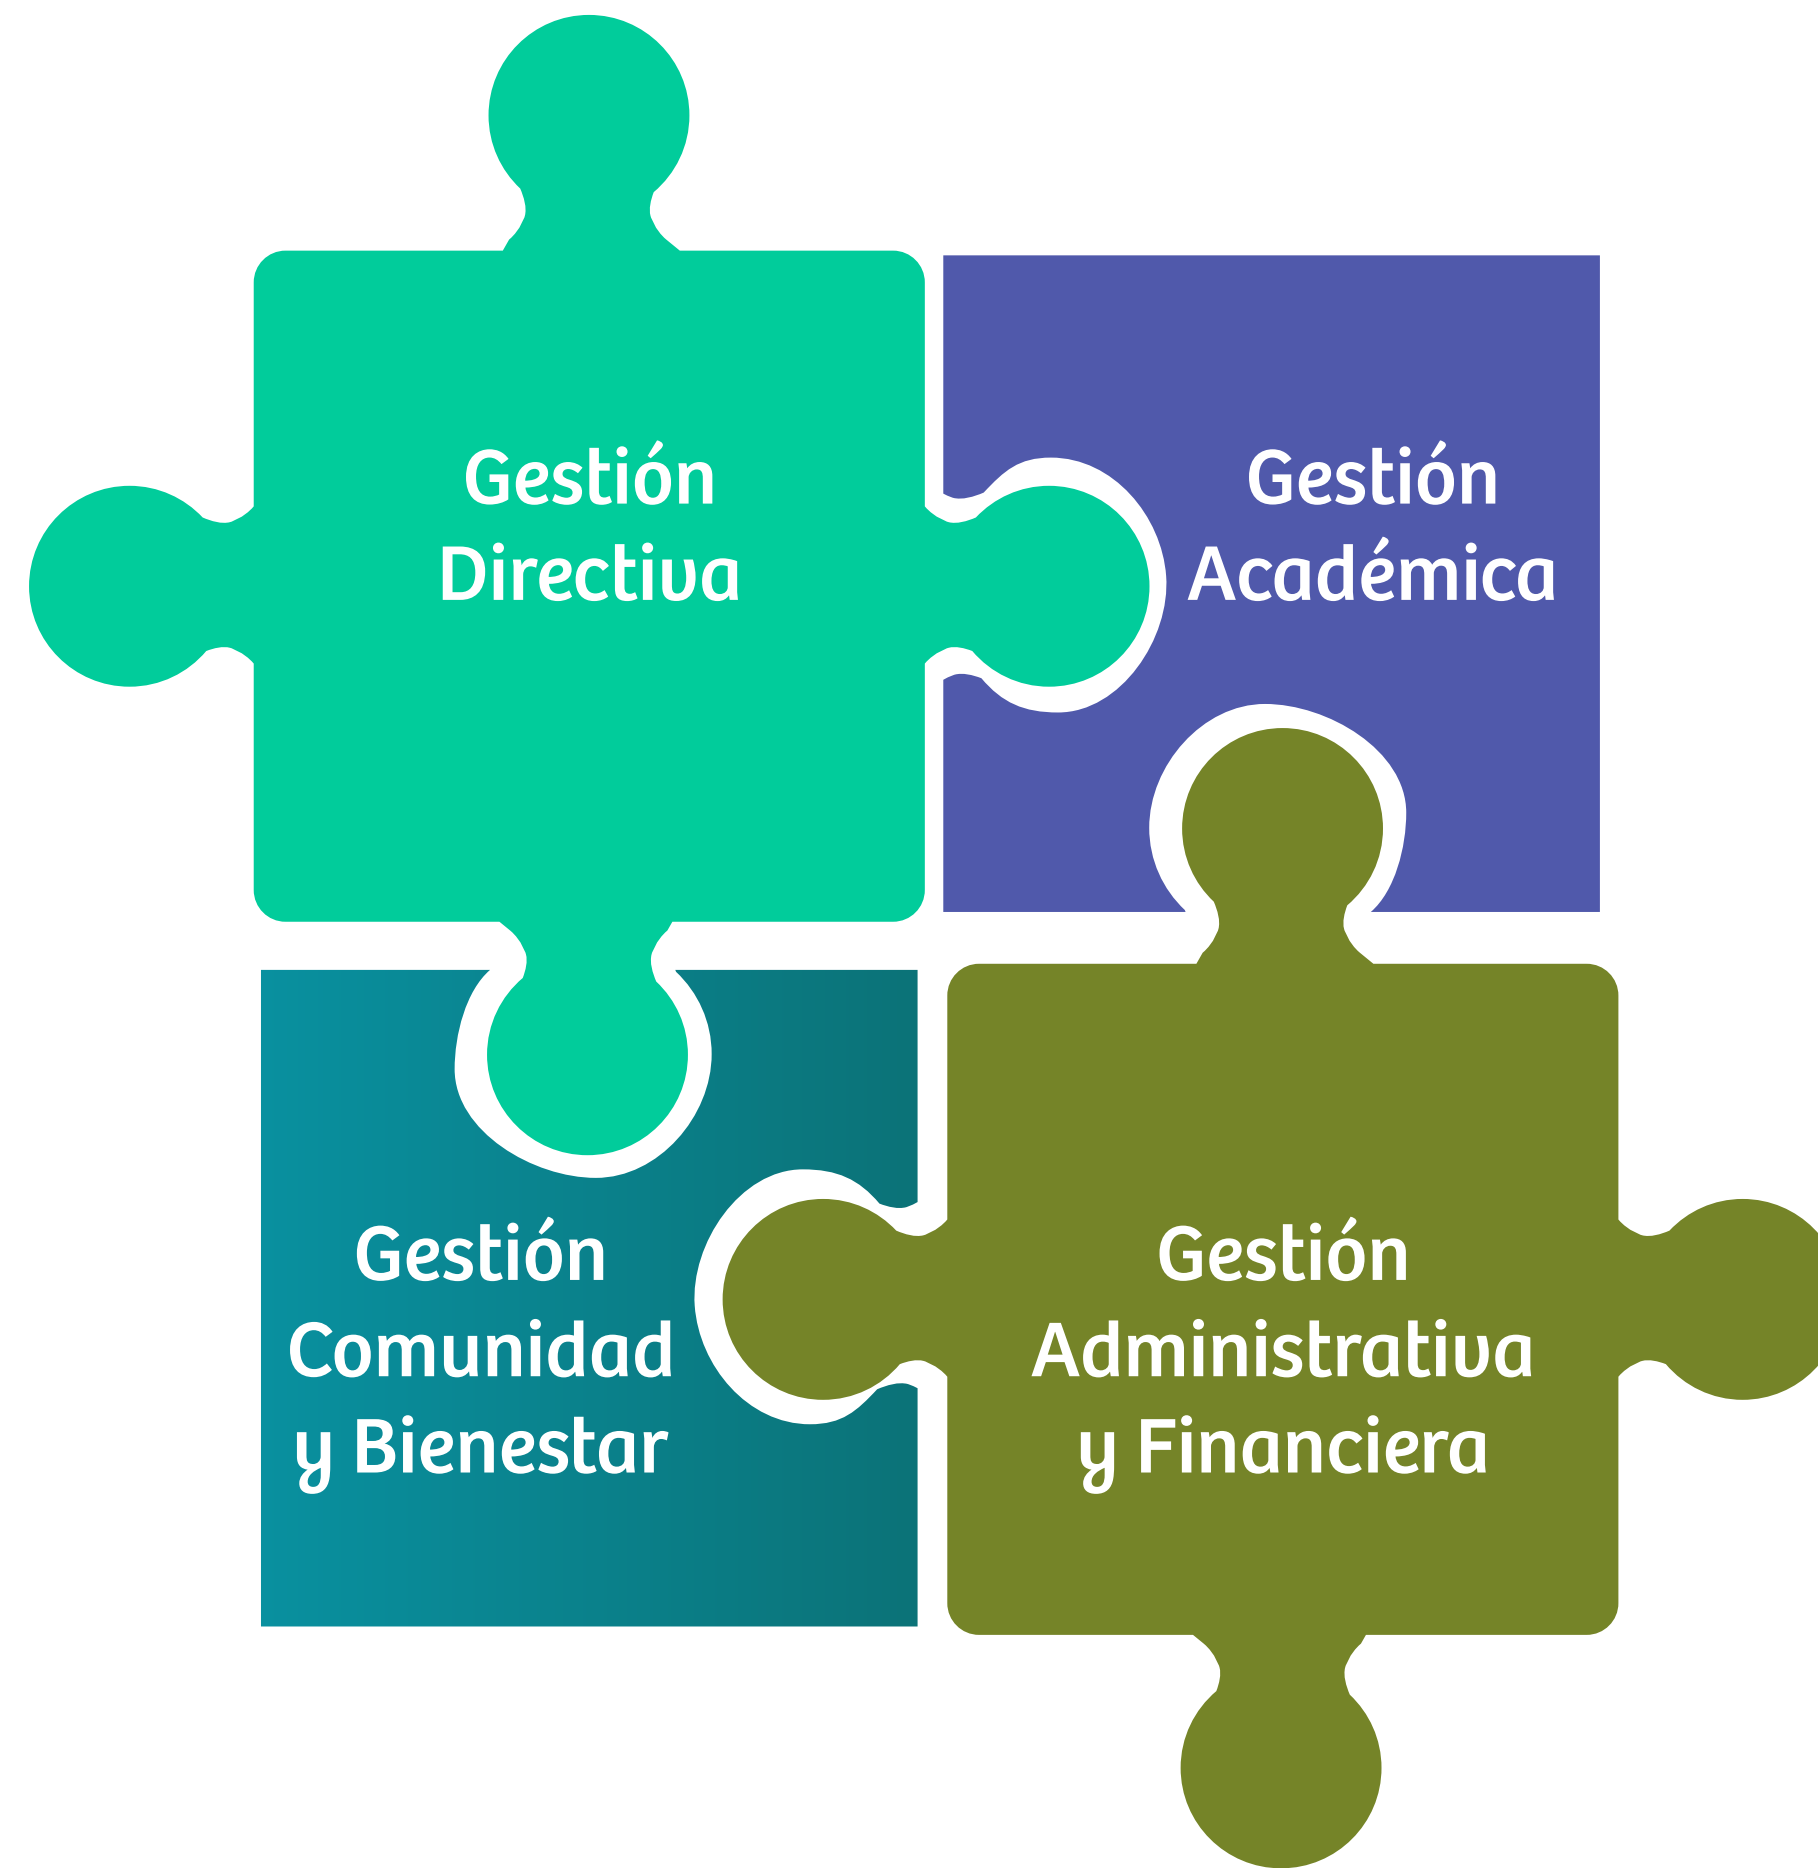 Gestión
Directiva
Gestión
Académica
Gestión
Comunidad
y Bienestar
Gestión
Administrativa
y Financiera